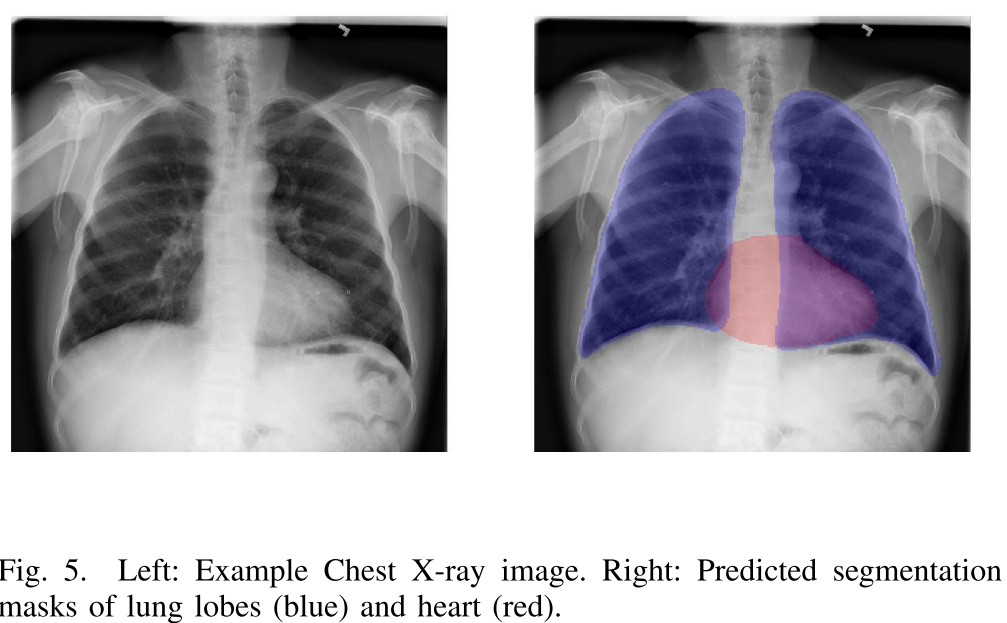 Fig. 5. Left: Example Chest X-ray image. Right: Predicted segmentation
masks of lung lobes (blue) and heart (red).